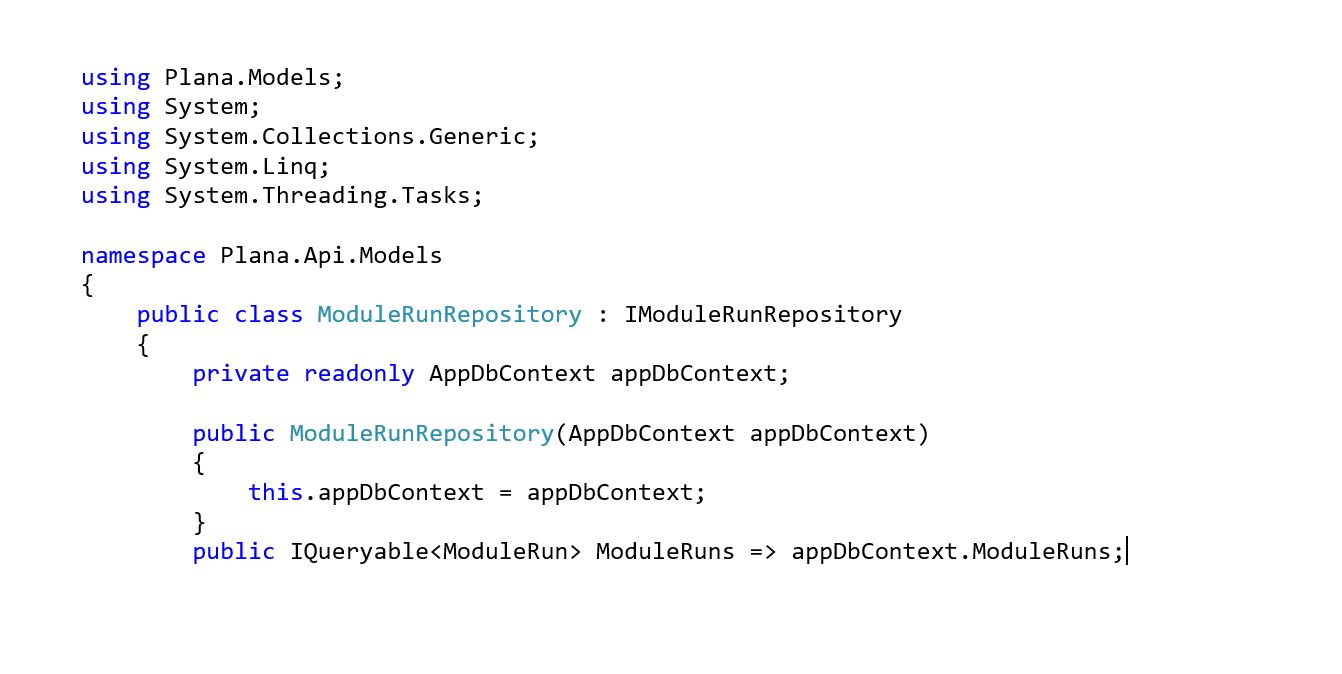 using Plana.Models;
using System;
using System.Collections.Generic;
using System.Linq;
using System.Threading.Tasks;

namespace Plana.Api.Models
{
    public class ModuleRunRepository : IModuleRunRepository
    {
        private readonly AppDbContext appDbContext;

        public ModuleRunRepository(AppDbContext appDbContext)
        {
            this.appDbContext = appDbContext;
        }
        public IQueryable<ModuleRun> ModuleRuns => appDbContext.ModuleRuns;